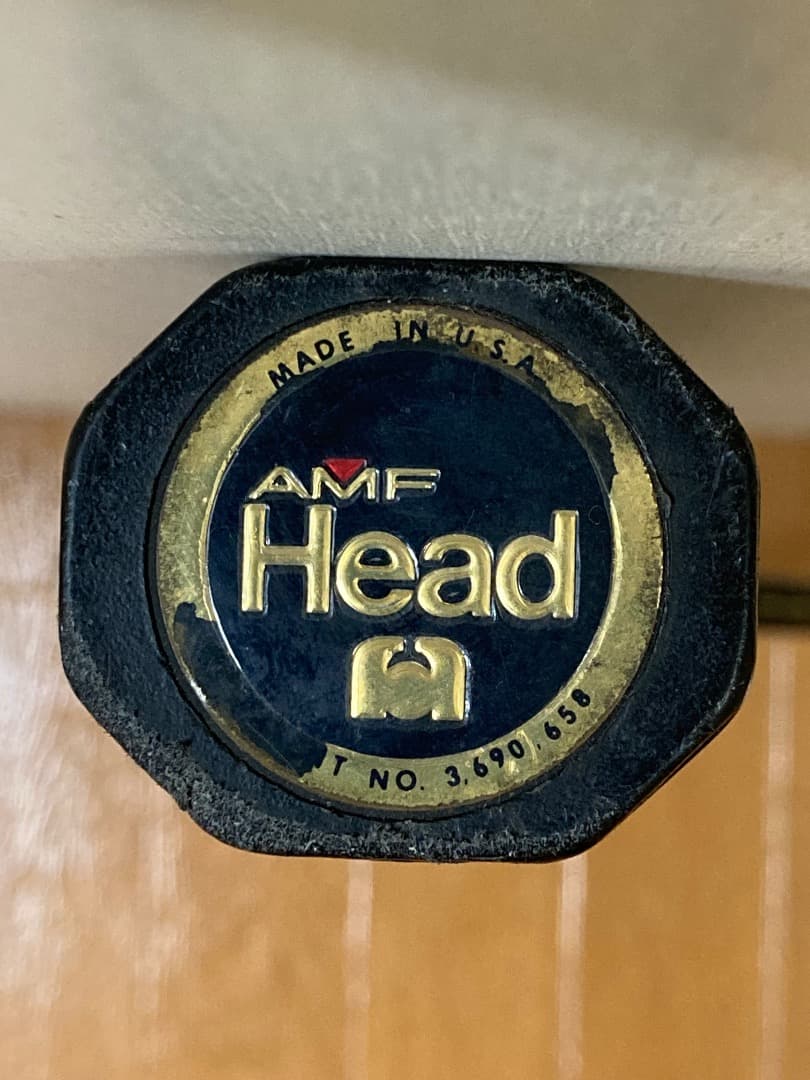 MADE IN U.S.A.
AMF
Head
T NO. 3,690,658